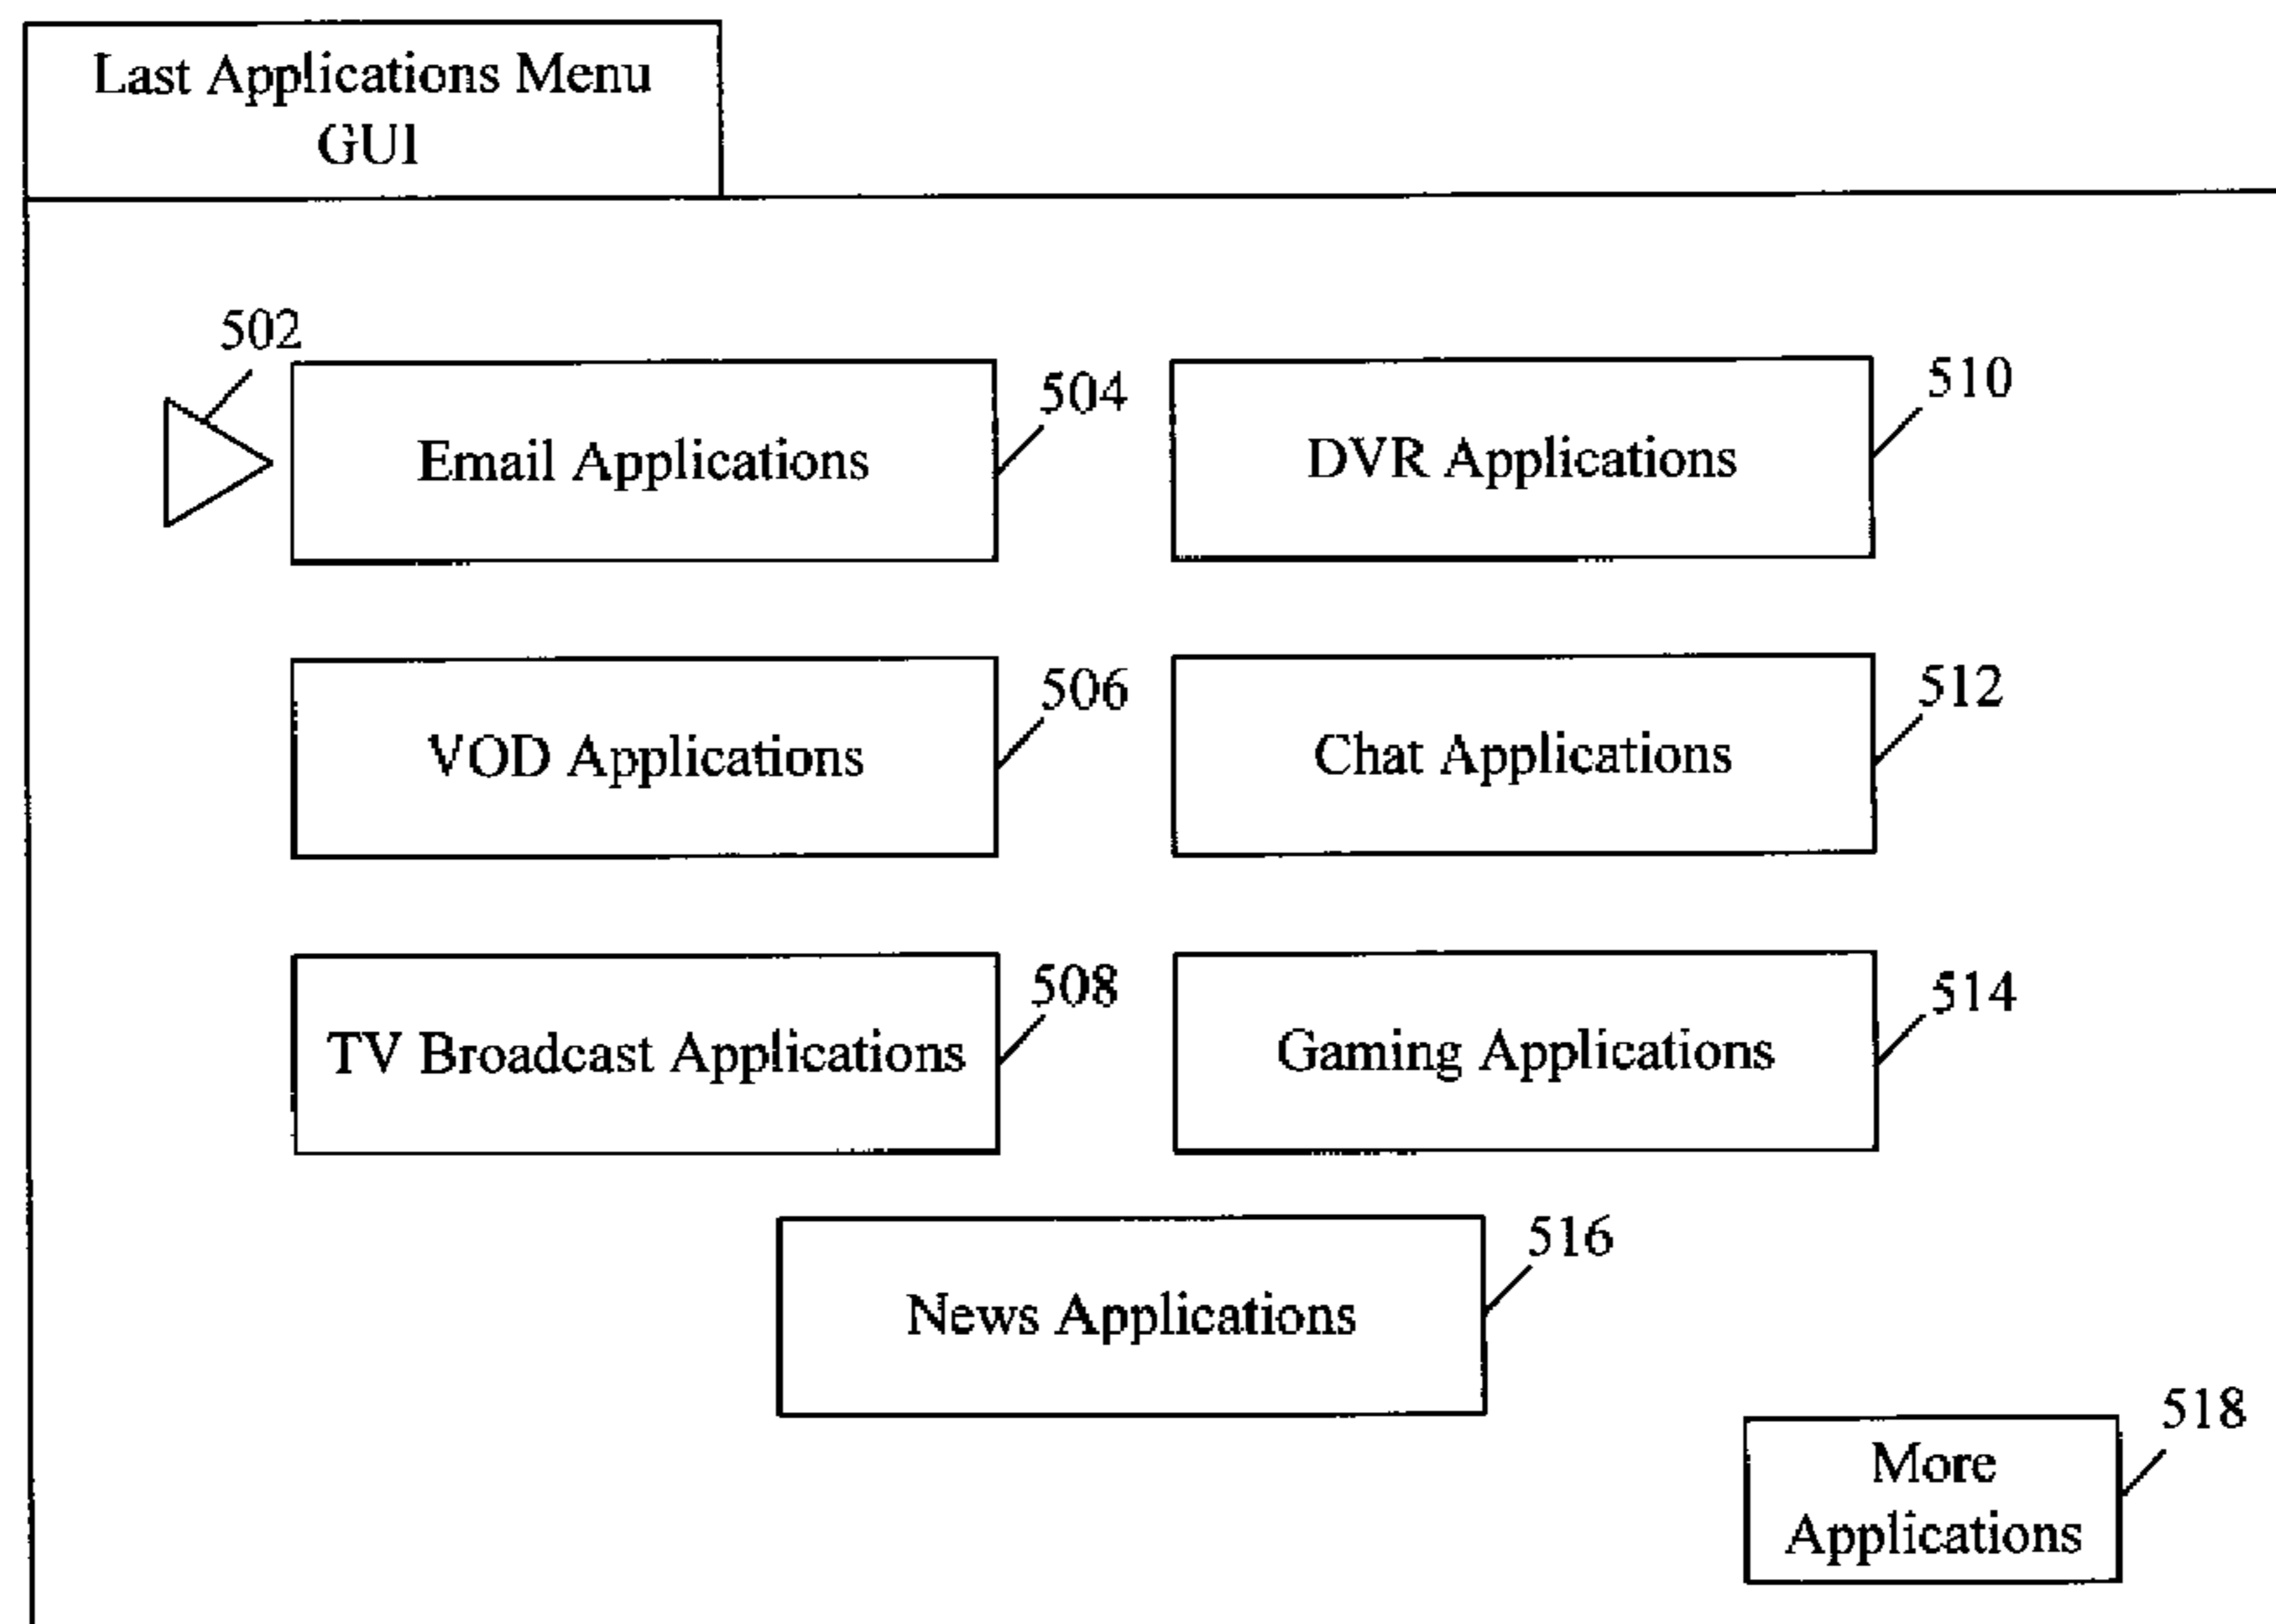 Last Applications Menu
GUI
502
Email Applications
504
DVR Applications
510
VOD Applications
506
Chat Applications
512
TV Broadcast Applications
508
Gaming Applications
514
News Applications
516
More
Applications
518